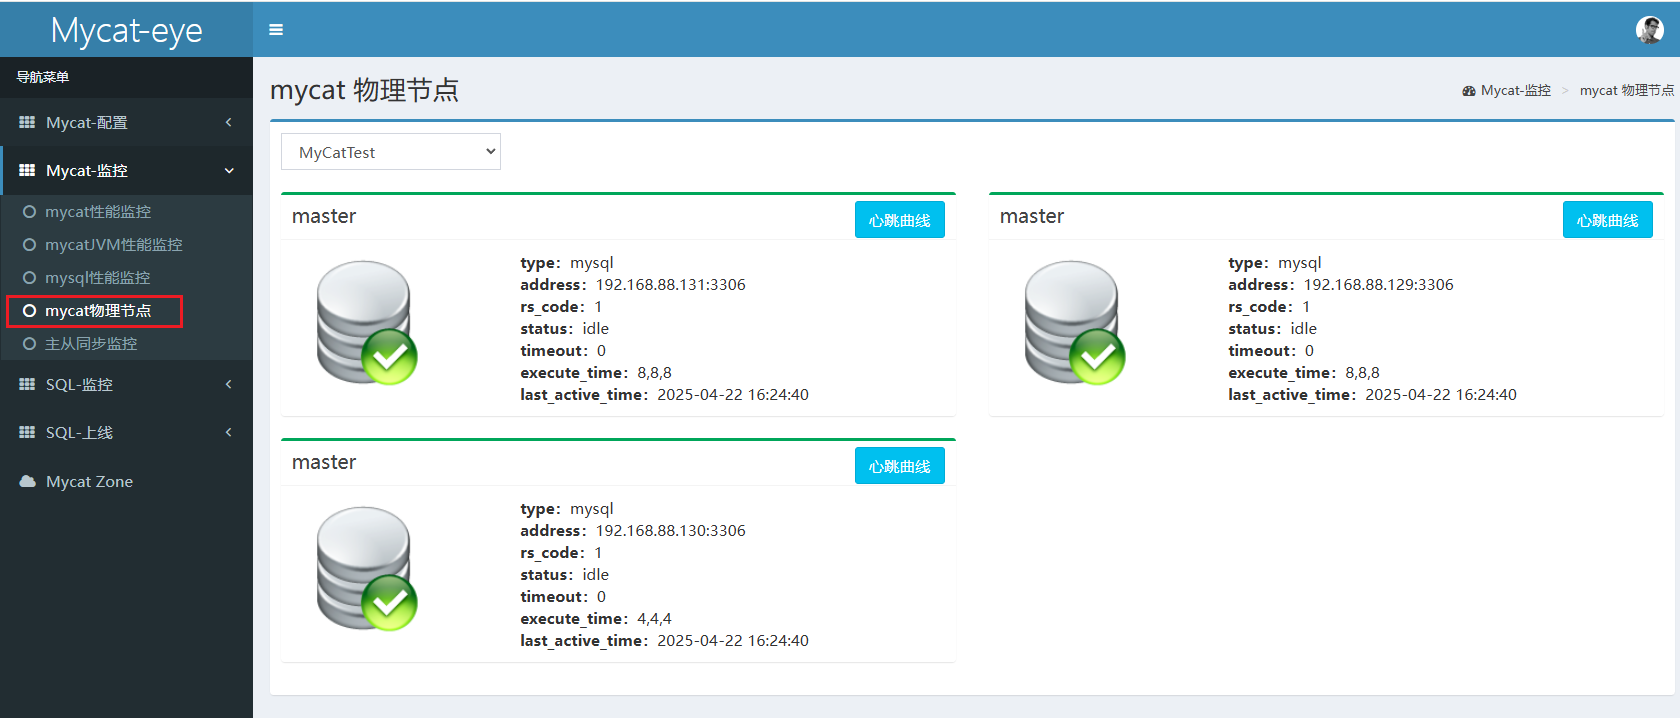 Mycat-eye
导航菜单
Mycat-配置
Mycat-监控
mycat性能监控
mycatJVM性能监控
mysql性能监控
mycat物理节点
主从同步监控
SQL-监控
SQL-上线
Mycat Zone
mycat 物理节点
Mycat-监控 > mycat 物理节点
MyCatTest
master
心跳曲线
type：mysql
address：192.168.88.131:3306
rs_code：1
status：idle
timeout：0
execute_time：8,8,8
last_active_time：2025-04-22 16:24:40
master
心跳曲线
type：mysql
address：192.168.88.129:3306
rs_code：1
status：idle
timeout：0
execute_time：8,8,8
last_active_time：2025-04-22 16:24:40
master
心跳曲线
type：mysql
address：192.168.88.130:3306
rs_code：1
status：idle
timeout：0
execute_time：4,4,4
last_active_time：2025-04-22 16:24:40